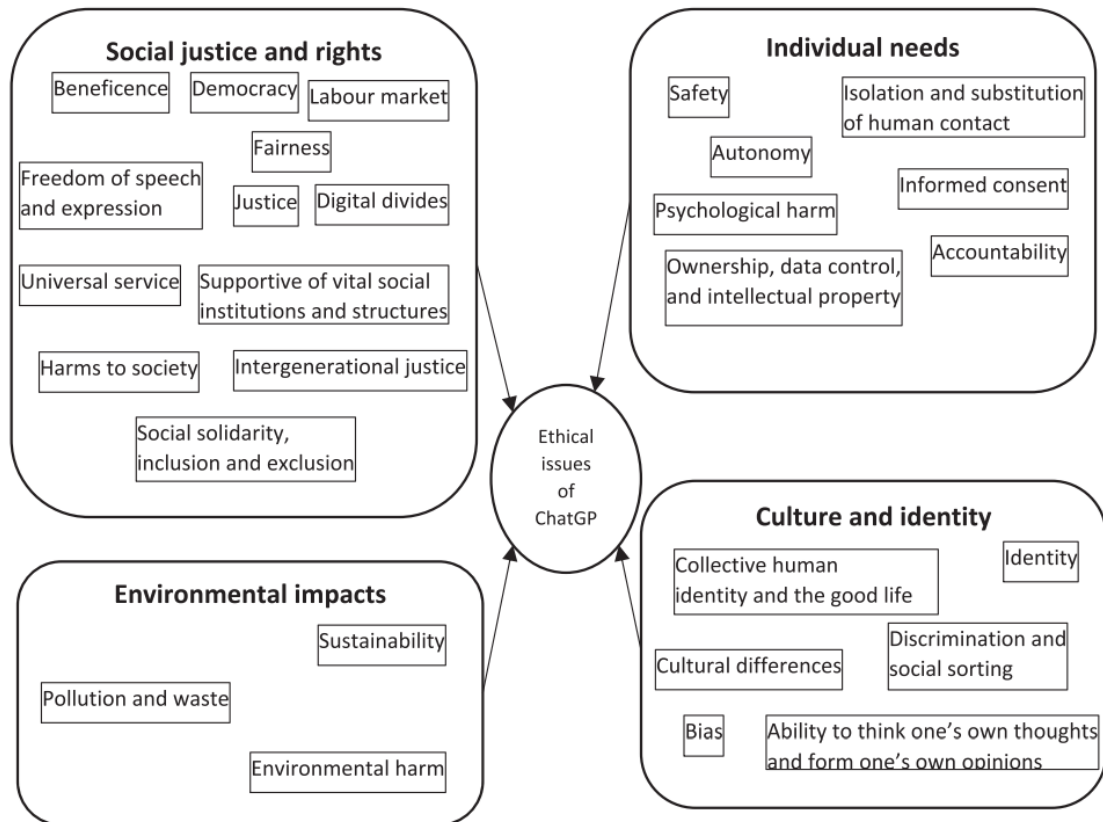 Social justice and rights
Beneficence
Democracy
Labour market
Fairness
Freedom of speech
and expression
Justice
Digital divides
Universal service
Supportive of vital social
institutions and structures
Harms to society
Intergenerational justice
Social solidarity,
inclusion and exclusion
Individual needs
Safety
Isolation and substitution
of human contact
Autonomy
Informed consent
Psychological harm
Accountability
Ownership, data control,
and intellectual property
Ethical
issues
of
ChatGP
Environmental impacts
Sustainability
Pollution and waste
Environmental harm
Culture and identity
Collective human
identity and the good life
Identity
Discrimination and
social sorting
Cultural differences
Bias
Ability to think one's own thoughts
and form one's own opinions